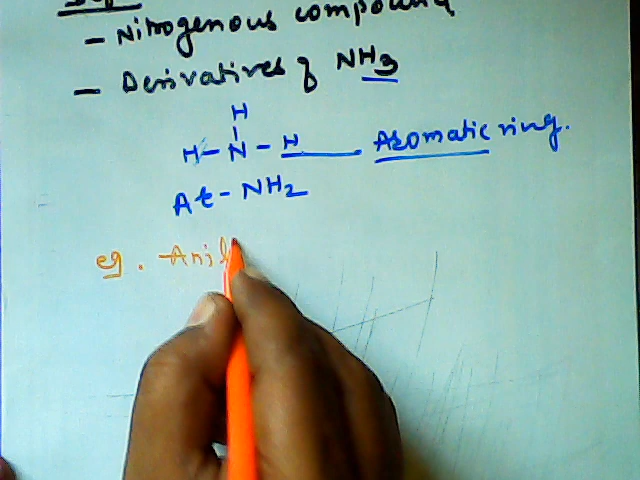 - Nitrogenous compound
- Derivatives of NH3
H
H - N - H Aromatic ring.
Ar - NH2
eg. Anil